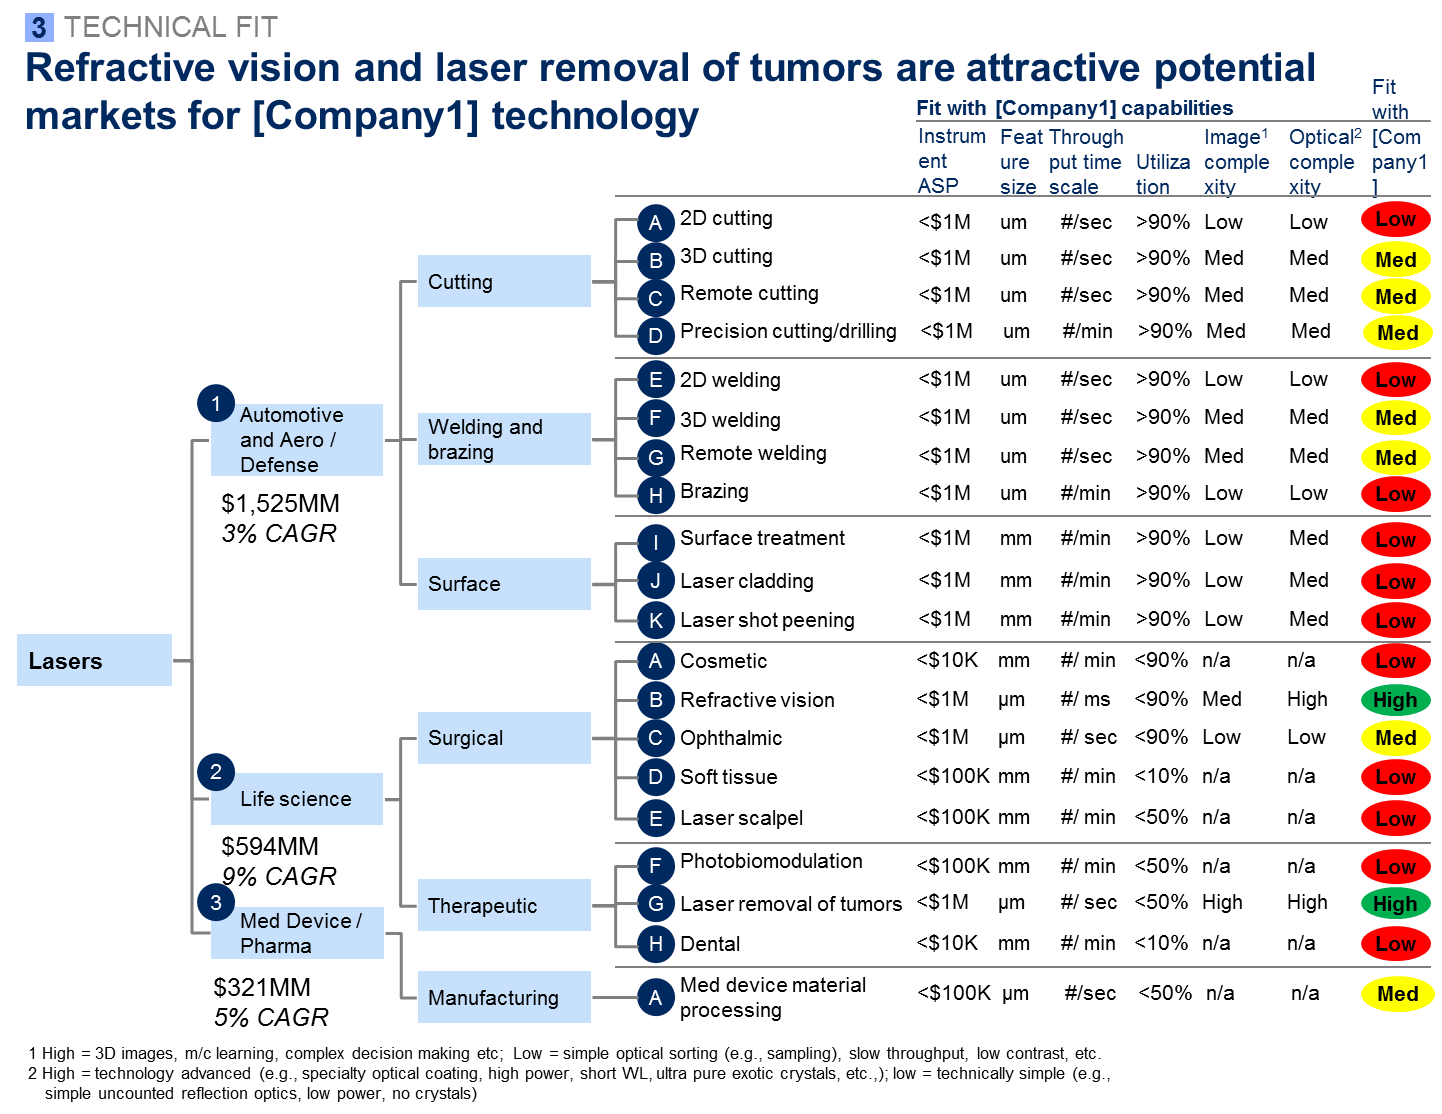 3 TECHNICAL FIT
Refractive vision and laser removal of tumors are attractive potential
markets for [Company1] technology
Fit with [Company1] capabilities
Fit
with
[Com
pany1
]
Instrum
ent
ASP
Feat
ure
size
Through
put time
scale
Utiliza
tion
Image1
comple
xity
Optical2
comple
xity
Lasers
1
Automotive
and Aero /
Defense
$1,525MM
3% CAGR
2
Life science
$594MM
9% CAGR
3
Med Device /
Pharma
$321MM
5% CAGR
Cutting
A 2D cutting <$1M um #/sec >90% Low Low Low
B 3D cutting <$1M um #/sec >90% Med Med Med
C Remote cutting <$1M um #/sec >90% Med Med Med
D Precision cutting/drilling <$1M um #/min >90% Med Med Med
Welding and
brazing
E 2D welding <$1M um #/sec >90% Low Low Low
F 3D welding <$1M um #/sec >90% Med Med Med
G Remote welding <$1M um #/sec >90% Med Med Med
H Brazing <$1M um #/min >90% Low Low Low
Surface
I Surface treatment <$1M mm #/min >90% Low Med Low
J Laser cladding <$1M mm #/min >90% Low Med Low
K Laser shot peening <$1M mm #/min >90% Low Med Low
Surgical
A Cosmetic <$10K mm #/ min <90% n/a n/a Low
B Refractive vision <$1M µm #/ ms <90% Med High High
C Ophthalmic <$1M µm #/ sec <90% Low Low Med
D Soft tissue <$100K mm #/ min <10% n/a n/a Low
E Laser scalpel <$100K mm #/ min <50% n/a n/a Low
Therapeutic
F Photobiomodulation <$100K mm #/ min <50% n/a n/a Low
G Laser removal of tumors <$1M µm #/ sec <50% High High High
H Dental <$10K mm #/ min <10% n/a n/a Low
Manufacturing
A Med device material
processing <$100K µm #/sec <50% n/a n/a Med
1 High = 3D images, m/c learning, complex decision making etc; Low = simple optical sorting (e.g., sampling), slow throughput, low contrast, etc.
2 High = technology advanced (e.g., specialty optical coating, high power, short WL, ultra pure exotic crystals, etc.,); low = technically simple (e.g.,
simple uncounted reflection optics, low power, no crystals)